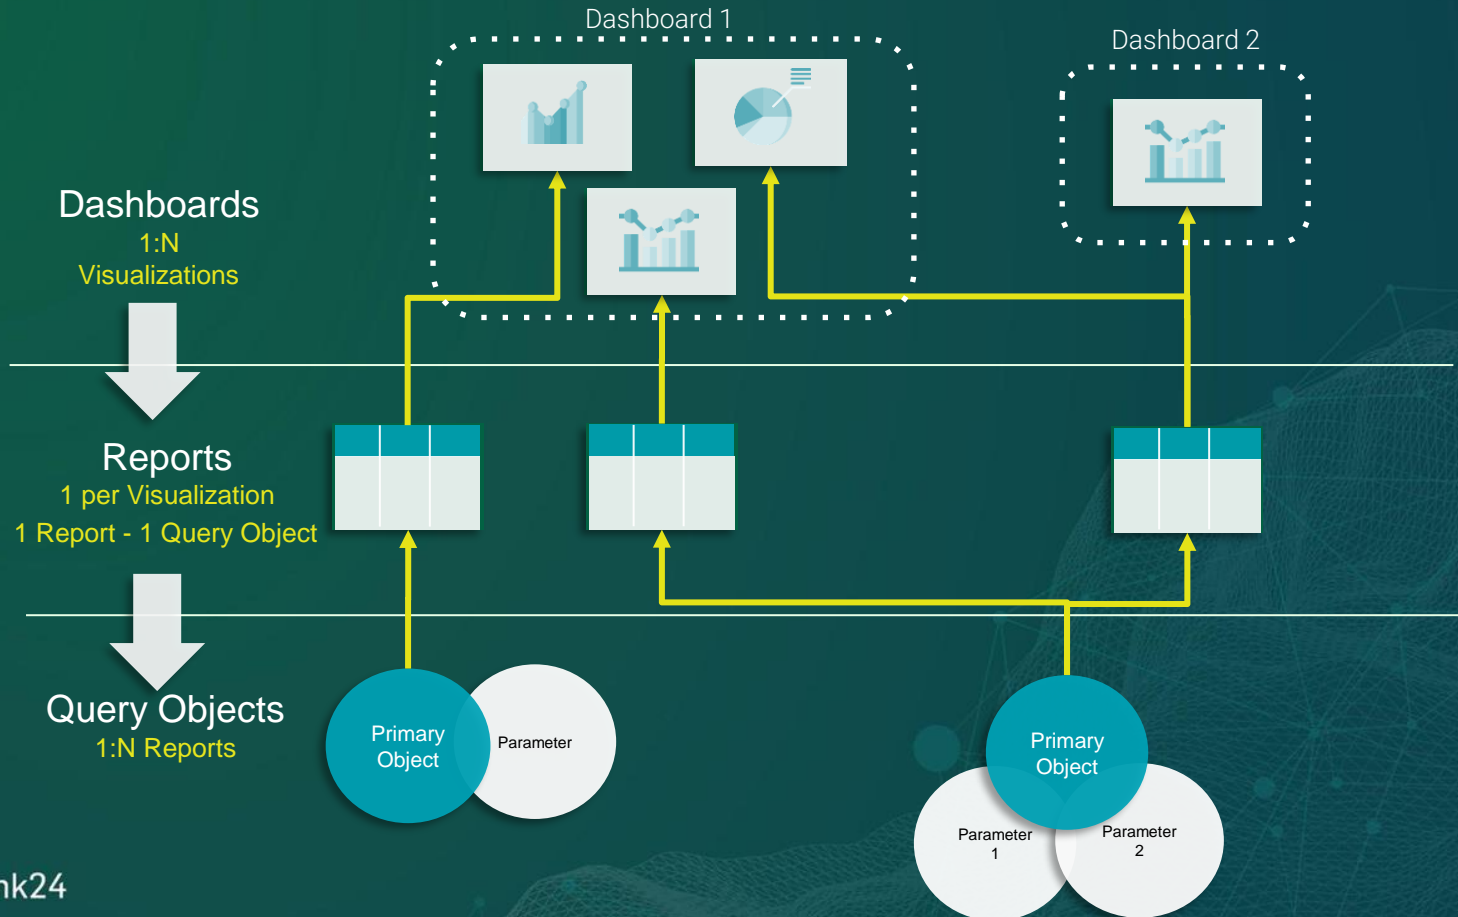 Dashboard 1
Dashboard 2
Dashboards
1:N
Visualizations
Reports
1 per Visualization
1 Report - 1 Query Object
Query Objects
1:N Reports
Primary
Object
Parameter
Primary
Object
Parameter
1
Parameter
2
nk24